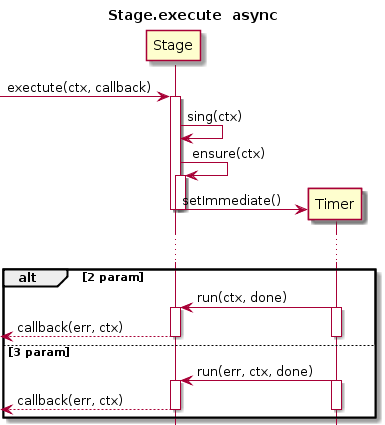 Stage.execute async
Stage
exectute(ctx, callback)
sing(ctx)
ensure(ctx)
setImmediate()
Timer
alt [2 param]
run(ctx, done)
callback(err, ctx)
[3 param]
run(err, ctx, done)
callback(err, ctx)